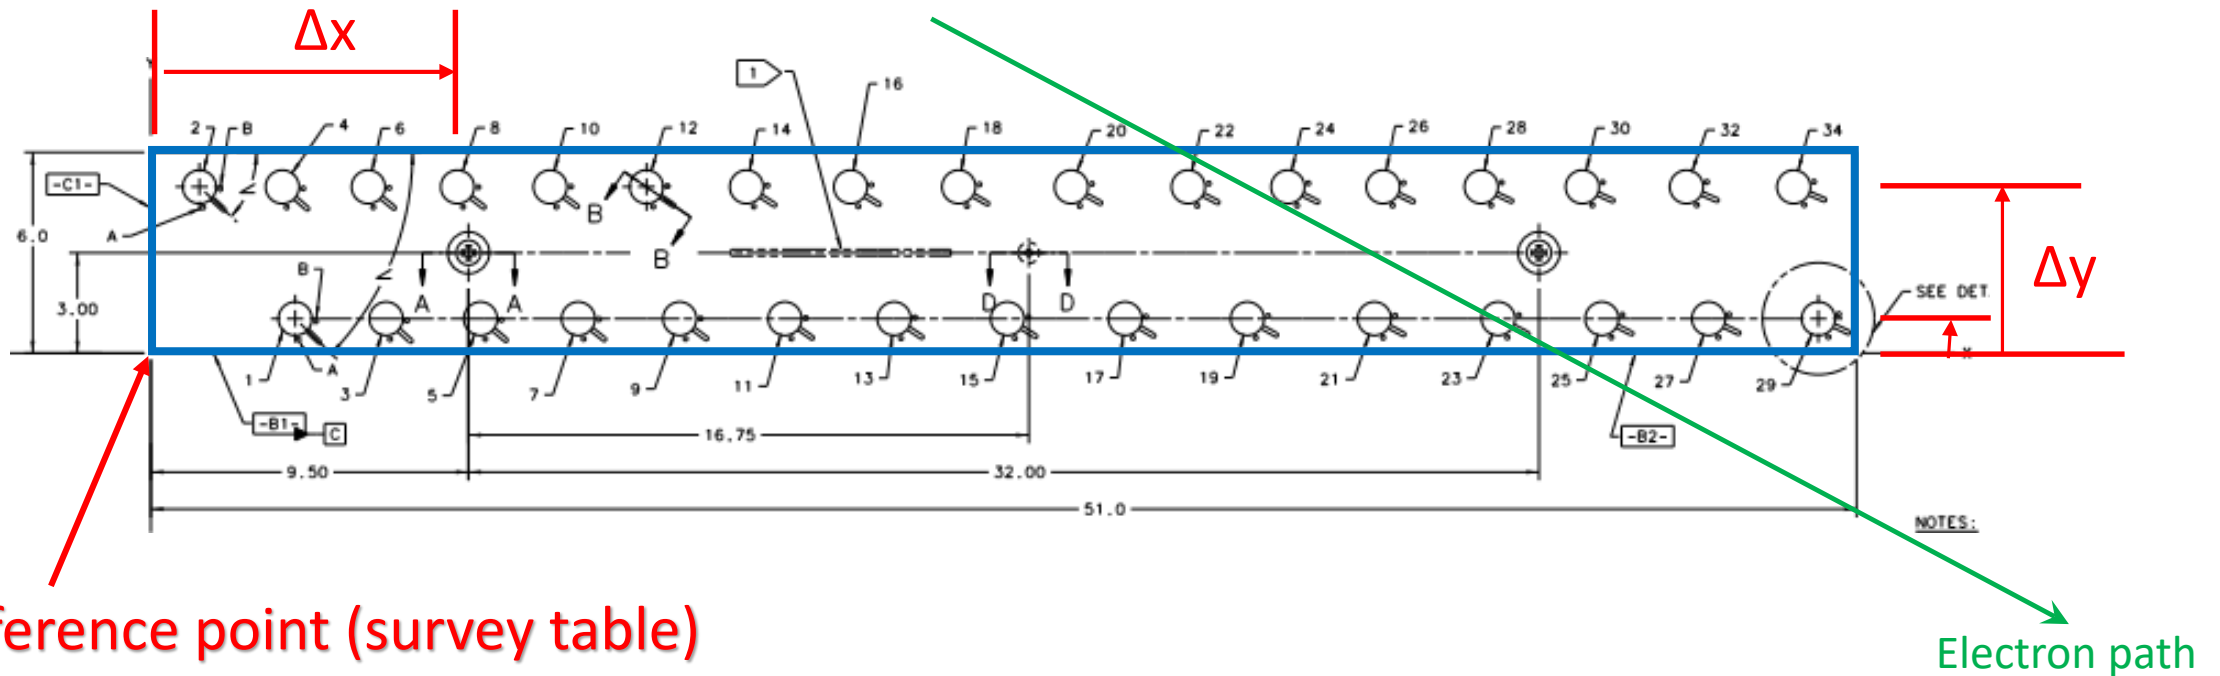 Δx
1
16
2
B
4
6
8
10
12
14
18
20
22
24
26
28
30
32
34
-C1-
B
A
6.0
B
B
Δy
3.00
A
A
D
D
SEE DET.
A
1
3
5
7
9
11
13
15
17
19
21
23
25
27
29
-B1-
C
16.75
-B2-
9.50
32.00
51.0
NOTES:
ference point (survey table)
Electron path